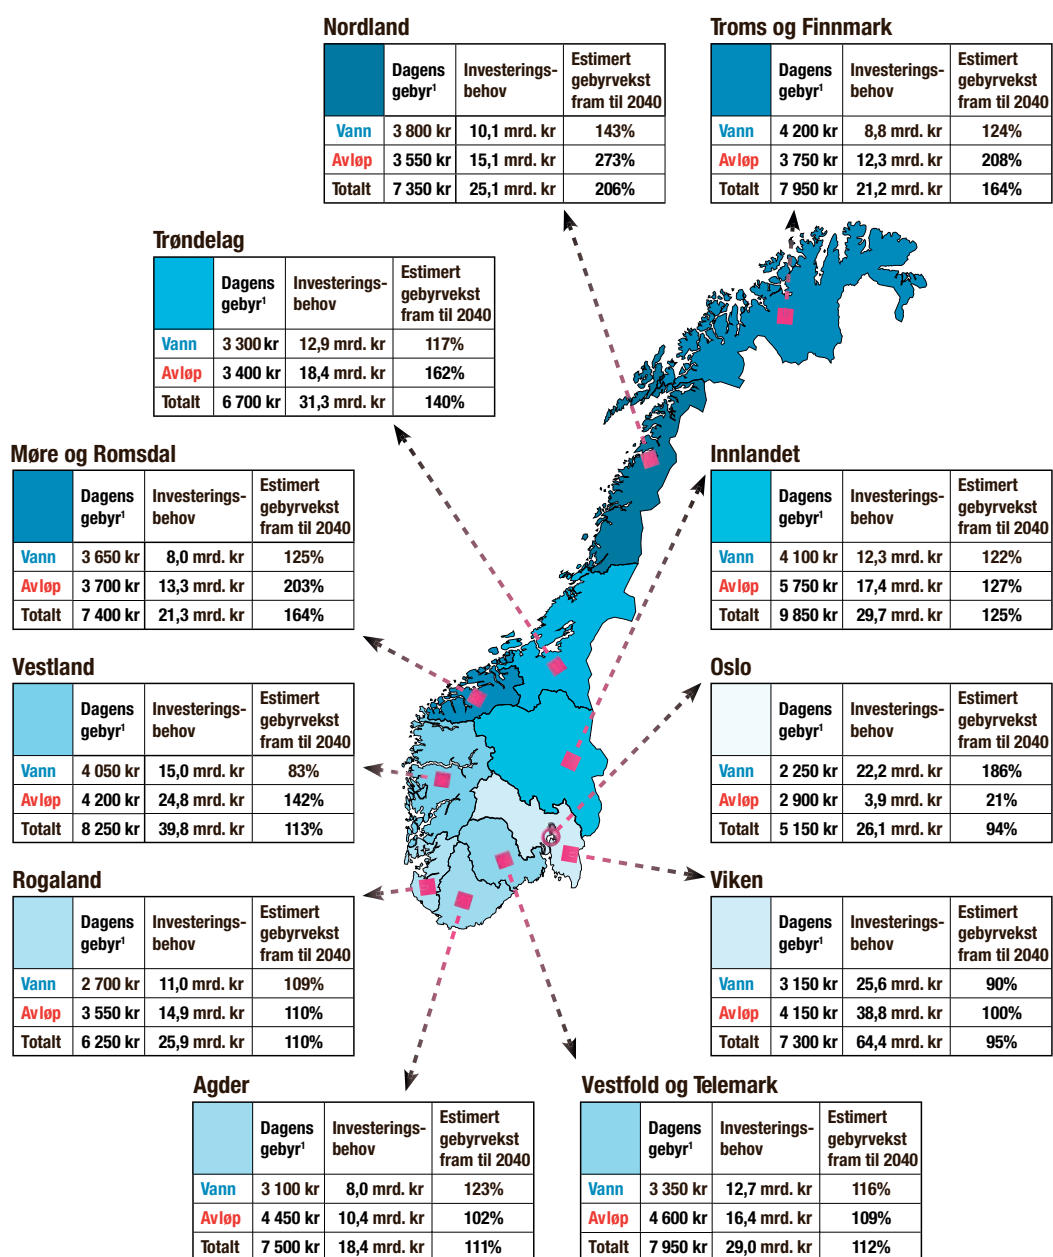 Nordland
Dagens gebyr¹ Investerings-behov Estimert gebyrvekst fram til 2040
Vann 3 800 kr 10,1 mrd. kr 143%
Avløp 3 550 kr 15,1 mrd. kr 273%
Totalt 7 350 kr 25,1 mrd. kr 206%
Troms og Finnmark
Dagens gebyr¹ Investerings-behov Estimert gebyrvekst fram til 2040
Vann 4 200 kr 8,8 mrd. kr 124%
Avløp 3 750 kr 12,3 mrd. kr 208%
Totalt 7 950 kr 21,2 mrd. kr 164%
Trøndelag
Dagens gebyr¹ Investerings-behov Estimert gebyrvekst fram til 2040
Vann 3 300 kr 12,9 mrd. kr 117%
Avløp 3 400 kr 18,4 mrd. kr 162%
Totalt 6 700 kr 31,3 mrd. kr 140%
Møre og Romsdal
Dagens gebyr¹ Investerings-behov Estimert gebyrvekst fram til 2040
Vann 3 650 kr 8,0 mrd. kr 125%
Avløp 3 700 kr 13,3 mrd. kr 203%
Totalt 7 400 kr 21,3 mrd. kr 164%
Innlandet
Dagens gebyr¹ Investerings-behov Estimert gebyrvekst fram til 2040
Vann 4 100 kr 12,3 mrd. kr 122%
Avløp 5 750 kr 17,4 mrd. kr 127%
Totalt 9 850 kr 29,7 mrd. kr 125%
Vestland
Dagens gebyr¹ Investerings-behov Estimert gebyrvekst fram til 2040
Vann 4 050 kr 15,0 mrd. kr 83%
Avløp 4 200 kr 24,8 mrd. kr 142%
Totalt 8 250 kr 39,8 mrd. kr 113%
Oslo
Dagens gebyr¹ Investerings-behov Estimert gebyrvekst fram til 2040
Vann 2 250 kr 22,2 mrd. kr 186%
Avløp 2 900 kr 3,9 mrd. kr 21%
Totalt 5 150 kr 26,1 mrd. kr 94%
Rogaland
Dagens gebyr¹ Investerings-behov Estimert gebyrvekst fram til 2040
Vann 2 700 kr 11,0 mrd. kr 109%
Avløp 3 550 kr 14,9 mrd. kr 110%
Totalt 6 250 kr 25,9 mrd. kr 110%
Viken
Dagens gebyr¹ Investerings-behov Estimert gebyrvekst fram til 2040
Vann 3 150 kr 25,6 mrd. kr 90%
Avløp 4 150 kr 38,8 mrd. kr 100%
Totalt 7 300 kr 64,4 mrd. kr 95%
Agder
Dagens gebyr¹ Investerings-behov Estimert gebyrvekst fram til 2040
Vann 3 100 kr 8,0 mrd. kr 123%
Avløp 4 450 kr 10,4 mrd. kr 102%
Totalt 7 500 kr 18,4 mrd. kr 111%
Vestfold og Telemark
Dagens gebyr¹ Investerings-behov Estimert gebyrvekst fram til 2040
Vann 3 350 kr 12,7 mrd. kr 116%
Avløp 4 600 kr 16,4 mrd. kr 109%
Totalt 7 950 kr 29,0 mrd. kr 112%